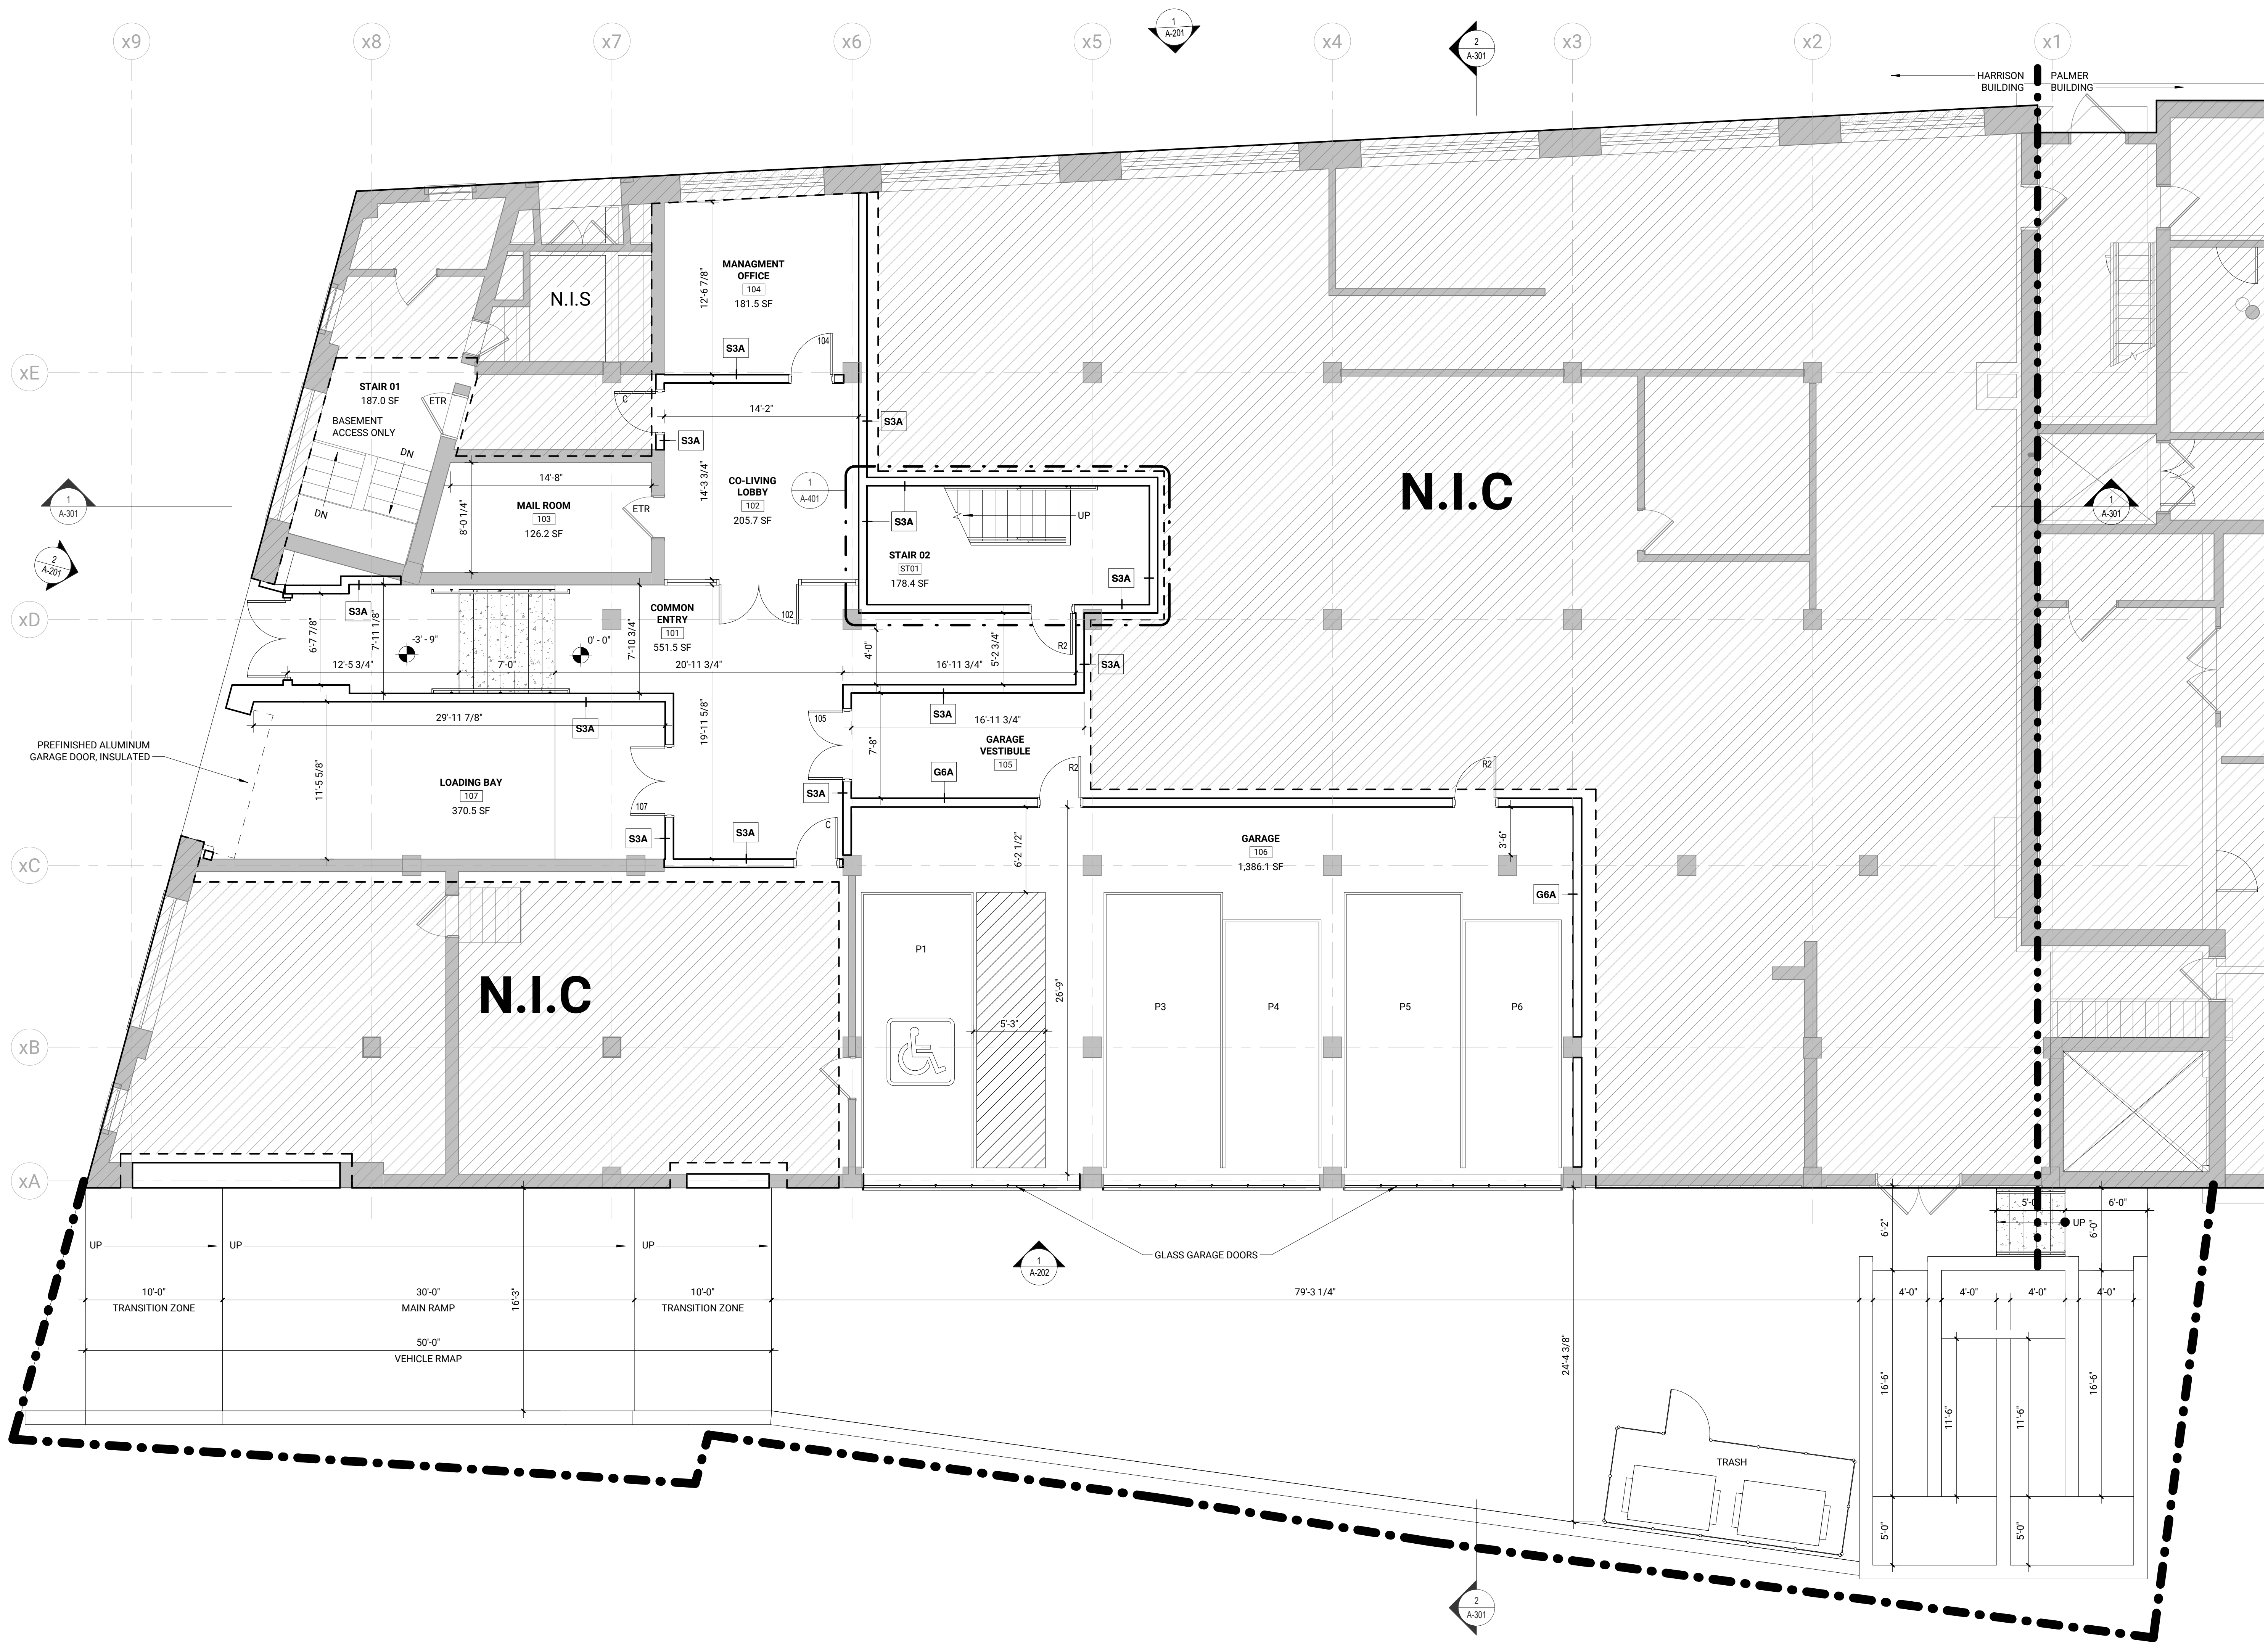 x9
x8
x7
x6
x5
x4
x3
x2
x1
1
A-201
2
A-301
HARRISON
BUILDING
PALMER
BUILDING
N.I.S
MANAGMENT
OFFICE
104
181.5 SF
12'-6 7/8"
S3A
104
xE
STAIR 01
187.0 SF
BASEMENT
ACCESS ONLY
ETR
DN
DN
C
14'-2"
S3A
S3A
14'-3 3/4"
14'-8"
MAIL ROOM
103
126.2 SF
8'-0 1/4"
ETR
CO-LIVING
LOBBY
102
205.7 SF
1
A-401
S3A
UP
STAIR 02
ST01
178.4 SF
S3A
N.I.C
1
A-301
1
A-301
2
A-201
xD
S3A
6'-7 7/8"
7'-11 1/8"
-3' - 9"
0' - 0"
7'-10 3/4"
COMMON
ENTRY
101
551.5 SF
102
12'-5 3/4"
7'-0"
20'-11 3/4"
4'-0"
16'-11 3/4"
5'-2 3/4"
R2
S3A
29'-11 7/8"
S3A
19'-11 5/8"
105
S3A
16'-11 3/4"
7'-8"
GARAGE
VESTIBULE
105
G6A
R2
R2
PREFINISHED ALUMINUM
GARAGE DOOR, INSULATED
11'-5 5/8"
LOADING BAY
107
370.5 SF
107
S3A
S3A
S3A
C
xC
6'-2 1/2"
GARAGE
106
1,386.1 SF
3'-6"
G6A
P1
5'-3"
26'-9"
P3
P4
P5
P6
N.I.C
xB
xA
UP
UP
UP
10'-0"
TRANSITION ZONE
30'-0"
MAIN RAMP
10'-0"
TRANSITION ZONE
16'-3"
50'-0"
VEHICLE RMAP
1
A-202
GLASS GARAGE DOORS
79'-3 1/4"
24'-4 3/8"
6'-2"
5'-0"
UP
6'-0"
6'-0"
4'-0"
4'-0"
4'-0"
4'-0"
16'-6"
11'-6"
11'-6"
16'-6"
5'-0"
5'-0"
TRASH
2
A-301